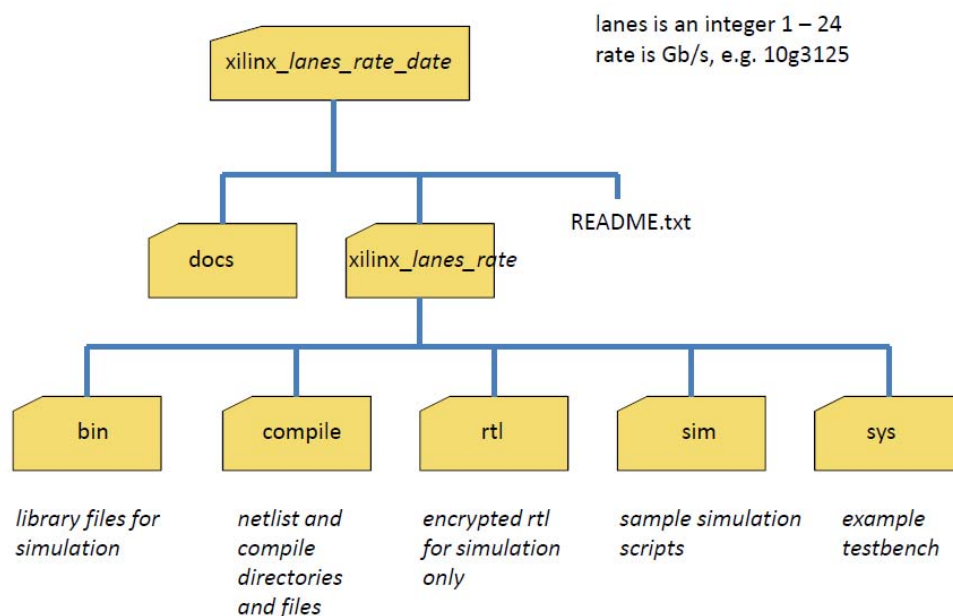 lanes is an integer 1 – 24
rate is Gb/s, e.g. 10g3125
xilinx_lanes_rate_date
README.txt
docs
xilinx_lanes_rate
bin
compile
rtl
sim
sys
library files for
simulation
netlist and
compile
directories
and files
encrypted rtl
for simulation
only
sample simulation
scripts
example
testbench